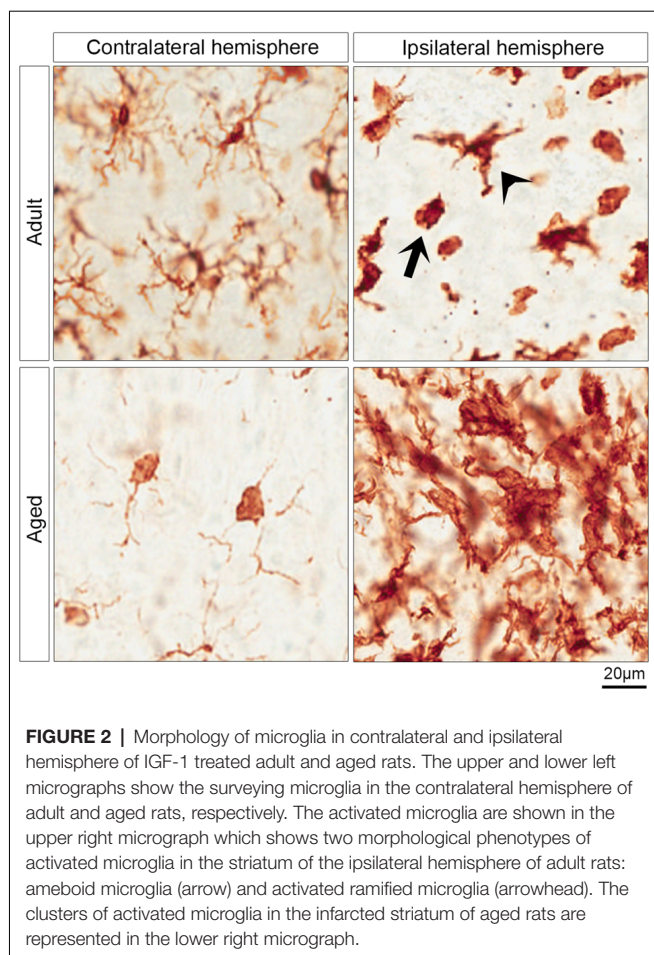 Contralateral hemisphere
Ipsilateral hemisphere
Adult
Aged
20µm
FIGURE 2 | Morphology of microglia in contralateral and ipsilateral
hemisphere of IGF-1 treated adult and aged rats. The upper and lower left
micrographs show the surveying microglia in the contralateral hemisphere of
adult and aged rats, respectively. The activated microglia are shown in the
upper right micrograph which shows two morphological phenotypes of
activated microglia in the striatum of the ipsilateral hemisphere of adult rats:
ameboid microglia (arrow) and activated ramified microglia (arrowhead). The
clusters of activated microglia in the infarcted striatum of aged rats are
represented in the lower right micrograph.